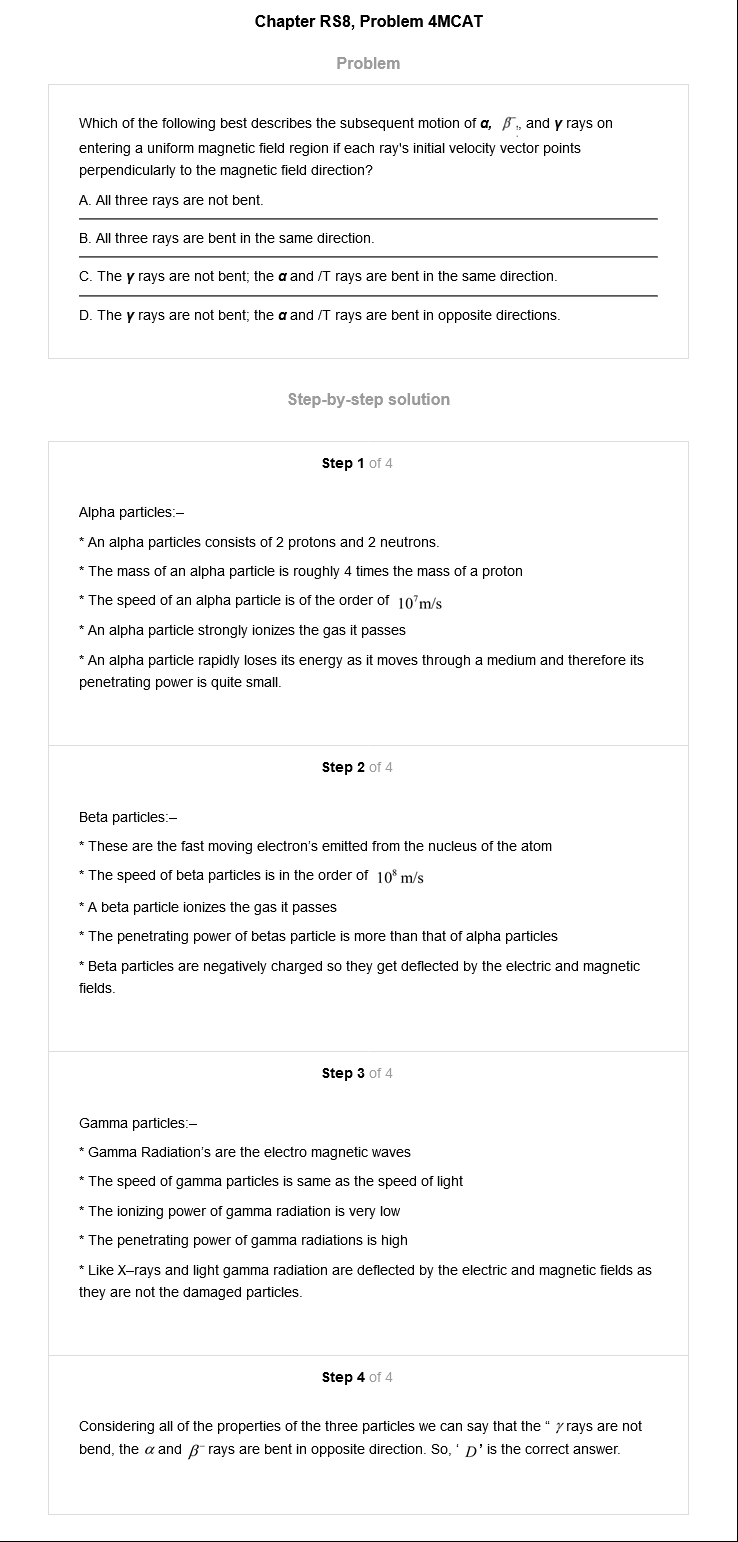 Chapter RS8, Problem 4MCAT
Problem
Which of the following best describes the subsequent motion of α, β⁻, and γ rays on
entering a uniform magnetic field region if each ray's initial velocity vector points
perpendicularly to the magnetic field direction?
A. All three rays are not bent.
B. All three rays are bent in the same direction.
C. The γ rays are not bent; the α and /T rays are bent in the same direction.
D. The γ rays are not bent; the α and /T rays are bent in opposite directions.
Step-by-step solution
Step 1 of 4
Alpha particles:–
* An alpha particles consists of 2 protons and 2 neutrons.
* The mass of an alpha particle is roughly 4 times the mass of a proton
* The speed of an alpha particle is of the order of 10⁷m/s
* An alpha particle strongly ionizes the gas it passes
* An alpha particle rapidly loses its energy as it moves through a medium and therefore its
penetrating power is quite small.
Step 2 of 4
Beta particles:–
* These are the fast moving electron’s emitted from the nucleus of the atom
* The speed of beta particles is in the order of 10⁸ m/s
* A beta particle ionizes the gas it passes
* The penetrating power of betas particle is more than that of alpha particles
* Beta particles are negatively charged so they get deflected by the electric and magnetic
fields.
Step 3 of 4
Gamma particles:–
* Gamma Radiation’s are the electro magnetic waves
* The speed of gamma particles is same as the speed of light
* The ionizing power of gamma radiation is very low
* The penetrating power of gamma radiations is high
* Like X–rays and light gamma radiation are deflected by the electric and magnetic fields as
they are not the damaged particles.
Step 4 of 4
Considering all of the properties of the three particles we can say that the “ γ rays are not
bend, the α and β⁻ rays are bent in opposite direction. So, ‘ D ’ is the correct answer.